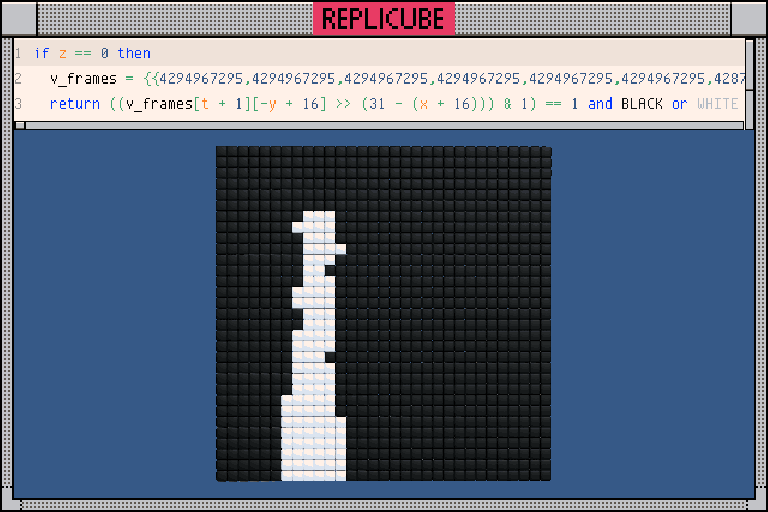 REPLICUBE
1 if z == 0 then
2 v_frames = {{4294967295,4294967295,4294967295,4294967295,4294967295,4294967295,4287
3 return ((v_frames[t + 1][-y + 16] >> (31 - (x + 16))) & 1) == 1 and BLACK or WHITE